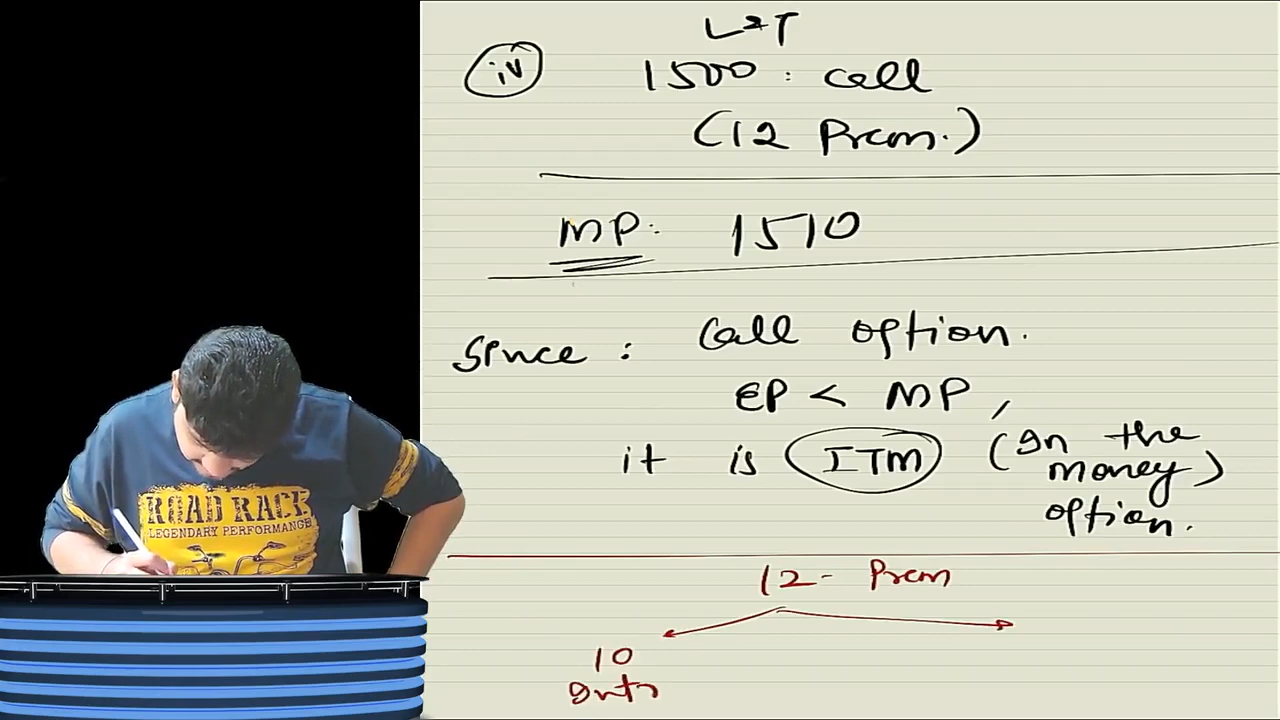 L&T
iv
1500 : call
(12 Prem.)
MP: 1510
Since : Call option.
EP < MP,
it is ITM (In the
money)
option.
12 - Prem
10
ROAD RACE
LEGENDARY PERFORMANCE